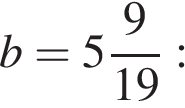 b = 5 9/19 :